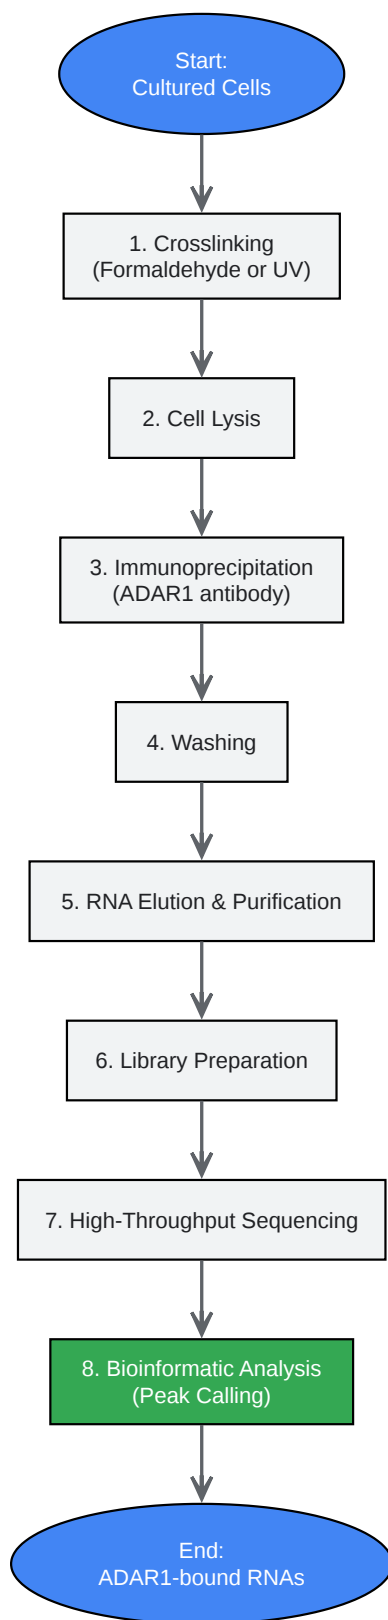 Start:
Cultured Cells
1. Crosslinking
(Formaldehyde or UV)
2. Cell Lysis
3. Immunoprecipitation
(ADAR1 antibody)
4. Washing
5. RNA Elution & Purification
6. Library Preparation
7. High-Throughput Sequencing
8. Bioinformatic Analysis
(Peak Calling)
End:
ADAR1-bound RNAs